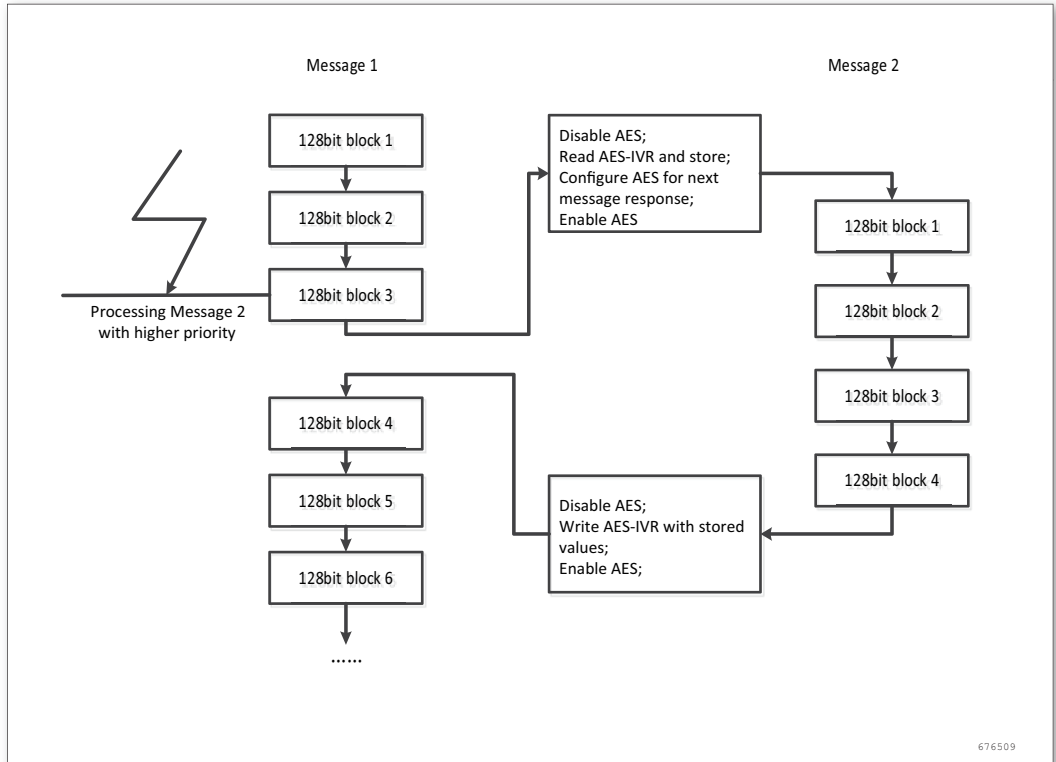 Message 1
Message 2
128bit block 1
128bit block 2
128bit block 3
Processing Message 2
with higher priority
Disable AES;
Read AES-IVR and store;
Configure AES for next
message response;
Enable AES
128bit block 1
128bit block 2
128bit block 3
128bit block 4
Disable AES;
Write AES-IVR with stored
values;
Enable AES;
128bit block 4
128bit block 5
128bit block 6
......
676509